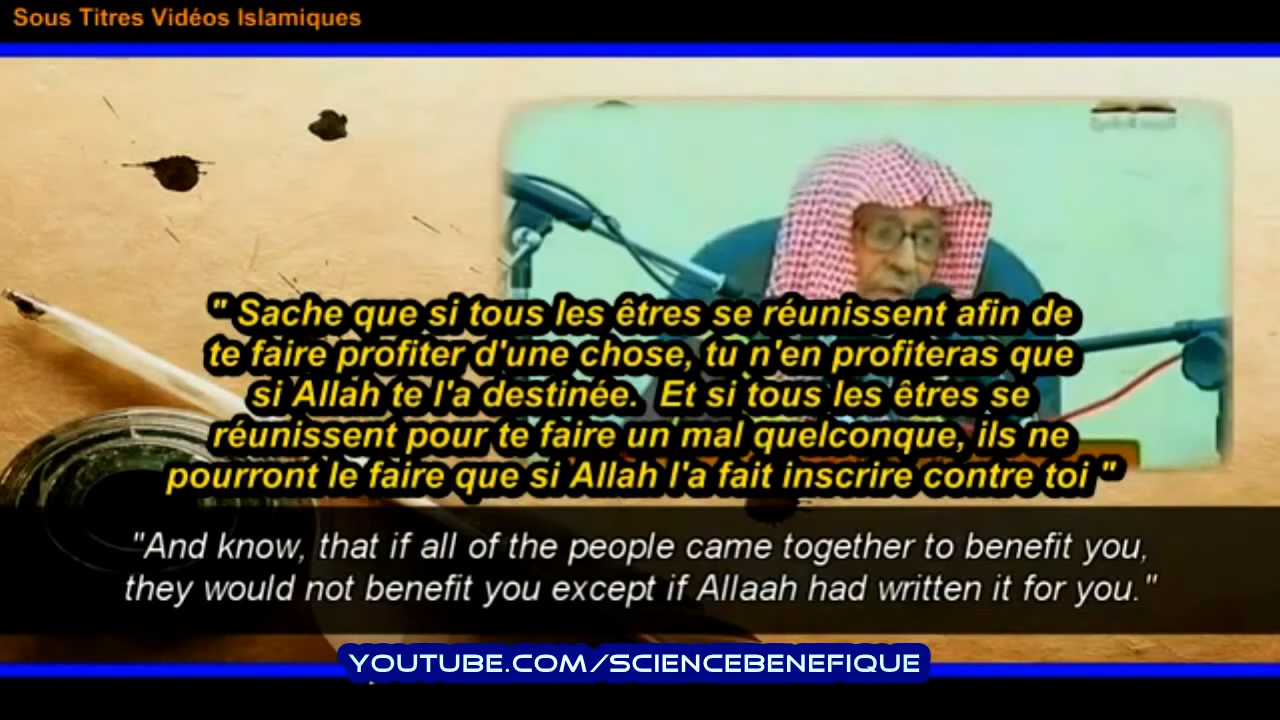 Sous Titres Vidéos Islamiques
" Sache que si tous les êtres se réunissent afin de
te faire profiter d'une chose, tu n'en profiteras que
si Allah te l'a destinée.  Et si tous les êtres se
réunissent pour te faire un mal quelconque, ils ne
pourront le faire que si Allah l'a fait inscrire contre toi "
"And know, that if all of the people came together to benefit you,
they would not benefit you except if Allaah had written it for you."
YOUTUBE.COM/SCIENCEBENEFIQUE